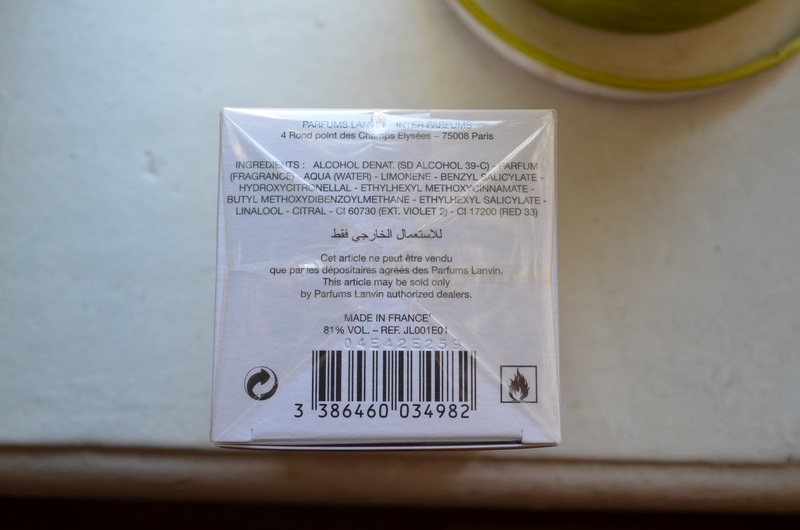 PARFUMS LANVIN INTER PARFUMS
4 Rond point des Champs Elysées – 75008 Paris
INGREDIENTS : ALCOHOL DENAT. (SD ALCOHOL 39-C) - PARFUM
(FRAGRANCE) AQUA (WATER) - LIMONENE - BENZYL SALICYLATE -
HYDROXYCITRONELLAL - ETHYLHEXYL METHOXYCINNAMATE -
BUTYL METHOXYDIBENZOYLMETHANE - ETHYLHEXYL SALICYLATE -
LINALOOL - CITRAL - CI 60730 (EXT. VIOLET 2) - CI 17200 (RED 33)
للاستعمال الخارجي فقط
Cet article ne peut être vendu
que par les dépositaires agréés des Parfums Lanvin.
This article may be sold only
by Parfums Lanvin authorized dealers.
MADE IN FRANCE
81% VOL. – REF. JL001E01
04E42E259
3 386460 034982